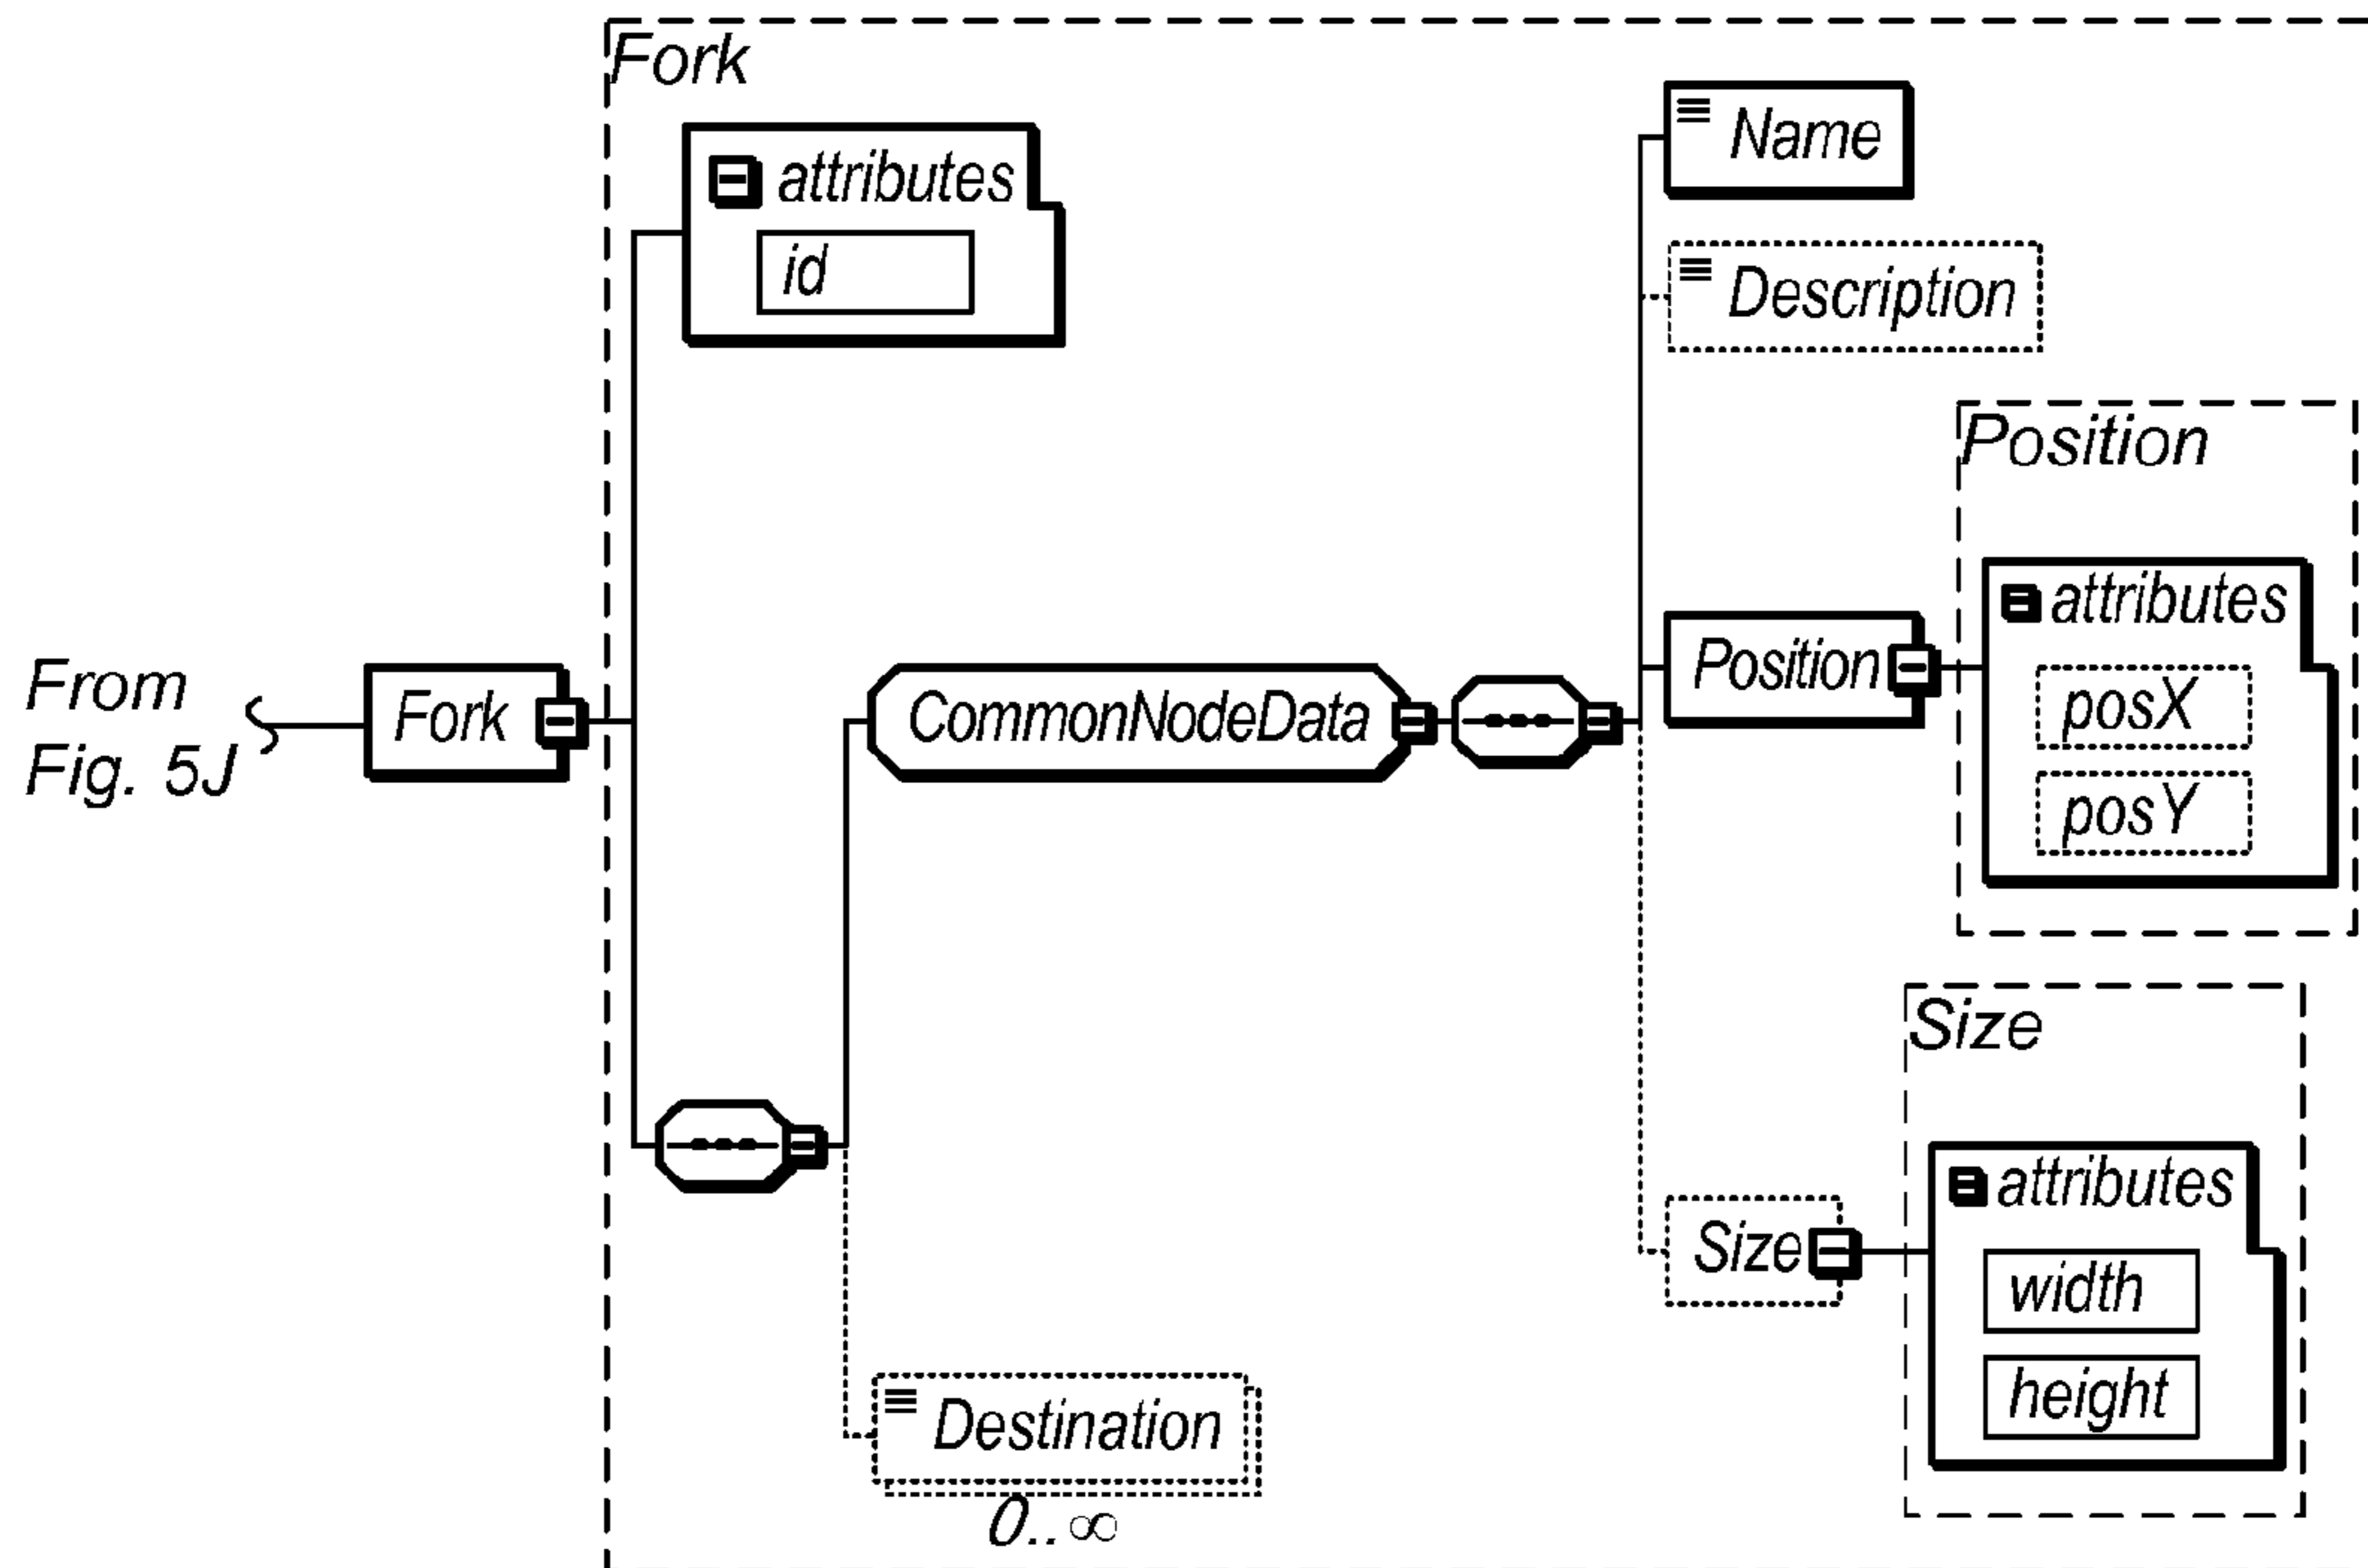 Fork
attributes
id
Name
Description
Position
attributes
posX
posY
Position
CommonNodeData
Fork
From
Fig. 5J
Size
attributes
width
height
Size
Destination
0..∞